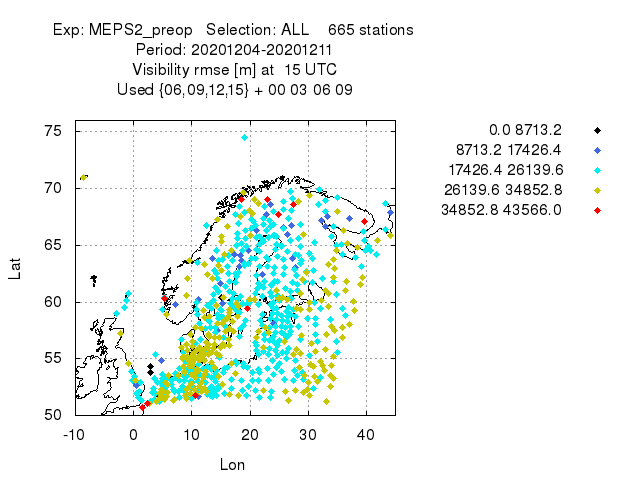 Exp: MEPS2_preop   Selection: ALL    665 stations
Period: 20201204-20201211
Visibility rmse [m] at  15 UTC
Used {06,09,12,15} + 00 03 06 09
0.0 8713.2
8713.2 17426.4
17426.4 26139.6
26139.6 34852.8
34852.8 43566.0
75
70
65
60
55
50
Lat
-10 0 10 20 30 40
Lon